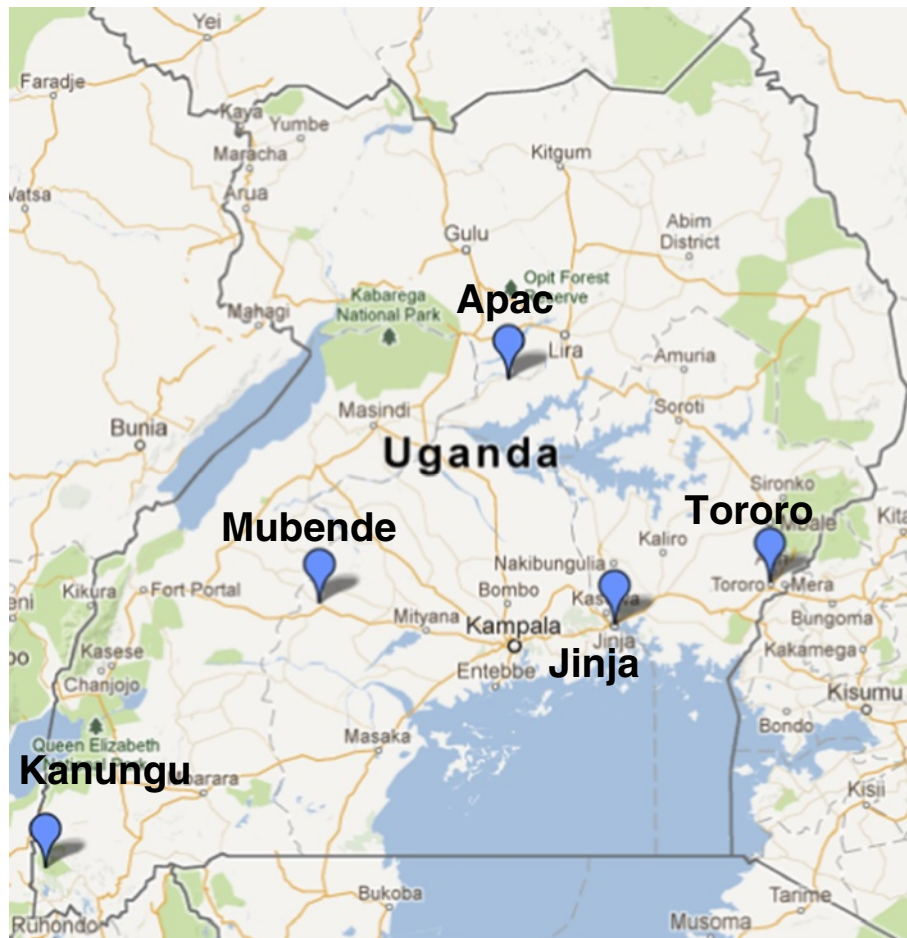 Yei
Faradje
Kaya
Yumbe
Maracha
Kitgum
Arua
Abim
District
Gulu
Opit Forest
Apac
Kabarega
National Park
Mahagi
Lira
Amuria
Masindi
Soroti
Bunia
Uganda
Sironko
Tororo
Mubende
Kaliro
Nakibungulia
Tororo
Mera
Kikura
Fort Portal
Bombo
Mityana
Bungoma
Kampala
Jinja
Kakamega
Kasese
Entebbe
Jinja
Chanjojo
Kisumu
Bondo
Queen Elizabeth
Masaka
Kanungu
Kisii
Bukoba
Tarime
Ruhondo
Musoma